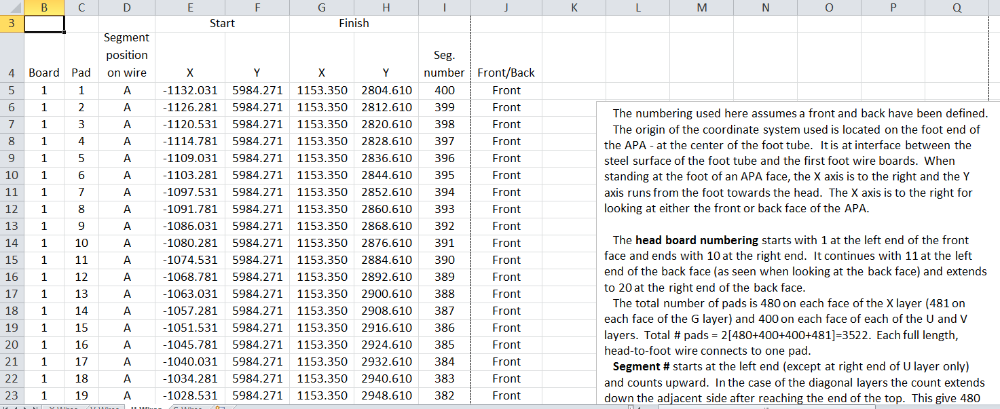 B C D E F G H I J K L M N O P Q
3 Start Finish
Segment
position Seg.
4 Board Pad on wire X Y X Y number Front/Back
5 1 1 A -1132.031 5984.271 1153.350 2804.610 400 Front
6 1 2 A -1126.281 5984.271 1153.350 2812.610 399 Front
7 1 3 A -1120.531 5984.271 1153.350 2820.610 398 Front
8 1 4 A -1114.781 5984.271 1153.350 2828.610 397 Front
9 1 5 A -1109.031 5984.271 1153.350 2836.610 396 Front
10 1 6 A -1103.281 5984.271 1153.350 2844.610 395 Front
11 1 7 A -1097.531 5984.271 1153.350 2852.610 394 Front
12 1 8 A -1091.781 5984.271 1153.350 2860.610 393 Front
13 1 9 A -1086.031 5984.271 1153.350 2868.610 392 Front
14 1 10 A -1080.281 5984.271 1153.350 2876.610 391 Front
15 1 11 A -1074.531 5984.271 1153.350 2884.610 390 Front
16 1 12 A -1068.781 5984.271 1153.350 2892.610 389 Front
17 1 13 A -1063.031 5984.271 1153.350 2900.610 388 Front
18 1 14 A -1057.281 5984.271 1153.350 2908.610 387 Front
19 1 15 A -1051.531 5984.271 1153.350 2916.610 386 Front
20 1 16 A -1045.781 5984.271 1153.350 2924.610 385 Front
21 1 17 A -1040.031 5984.271 1153.350 2932.610 384 Front
22 1 18 A -1034.281 5984.271 1153.350 2940.610 383 Front
23 1 19 A -1028.531 5984.271 1153.350 2948.610 382 Front
The numbering used here assumes a front and back have been defined.
The origin of the coordinate system used is located on the foot end of
the APA - at the center of the foot tube. It is at interface between the
steel surface of the foot tube and the first foot wire boards. When
standing at the foot of an APA face, the X axis is to the right and the Y
axis runs from the foot towards the head. The X axis is to the right for
looking at either the front or back face of the APA.
The head board numbering starts with 1 at the left end of the front
face and ends with 10 at the right end. It continues with 11 at the left
end of the back face (as seen when looking at the back face) and extends
to 20 at the right end of the back face.
The total number of pads is 480 on each face of the X layer (481 on
each face of the G layer) and 400 on each face of each of the U and V
layers. Total # pads = 2[480+400+400+481]=3522. Each full length,
head-to-foot wire connects to one pad.
Segment # starts at the left end (except at right end of U layer only)
and counts upward. In the case of the diagonal layers the count extends
down the adjacent side after reaching the end of the top. This give 480